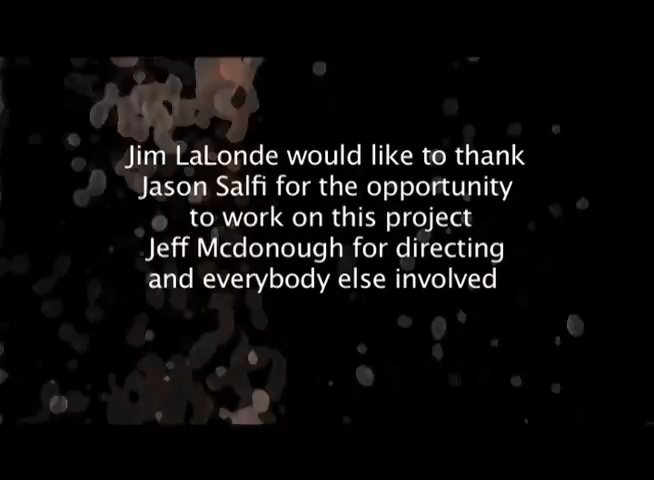 Jim LaLonde would like to thank
Jason Salfi for the opportunity
to work on this project
Jeff Mcdonough for directing
and everybody else involved